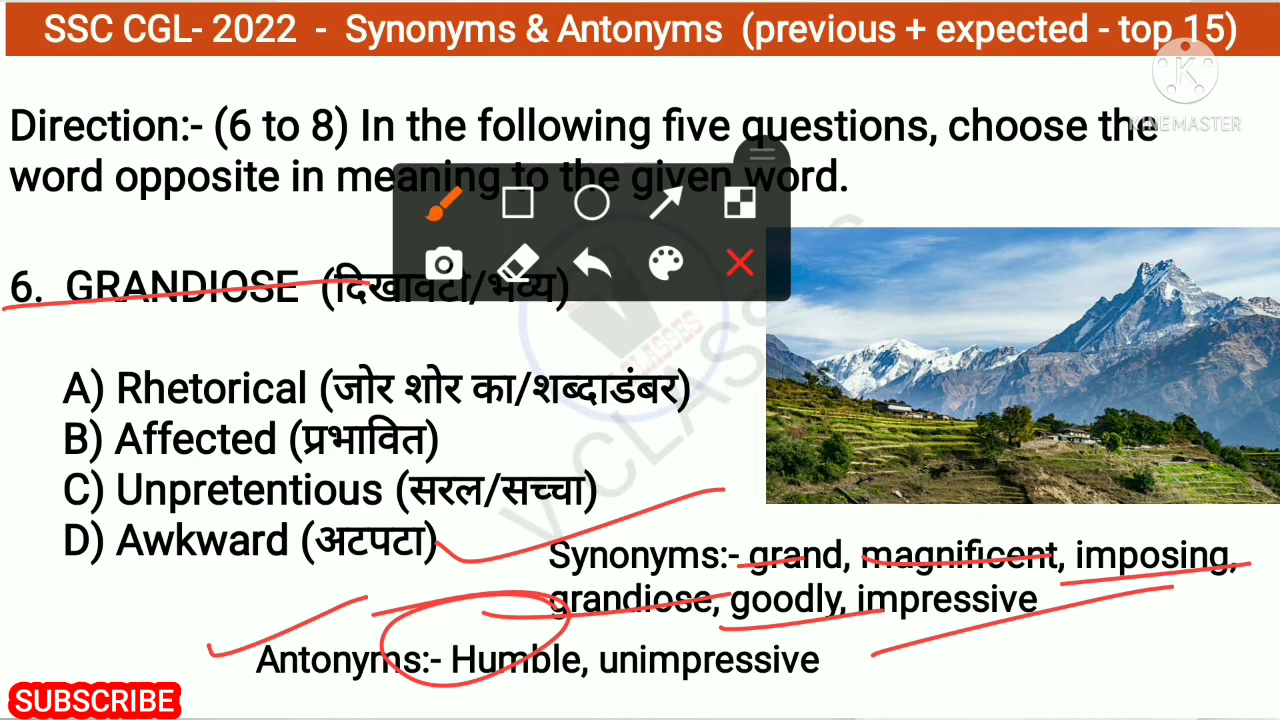 SSC CGL- 2022 - Synonyms & Antonyms (previous + expected - top 15)
KINEMASTER
Direction:- (6 to 8) In the following five questions, choose the
word opposite in meaning to the given word.
6. GRANDIOSE (दिखावटी/भव्य)
A) Rhetorical (जोर शोर का/शब्दाडंबर)
B) Affected (प्रभावित)
C) Unpretentious (सरल/सच्चा)
D) Awkward (अटपटा)
V CLASSES
Synonyms:- grand, magnificent, imposing,
grandiose, goodly, impressive
Antonyms:- Humble, unimpressive
SUBSCRIBE